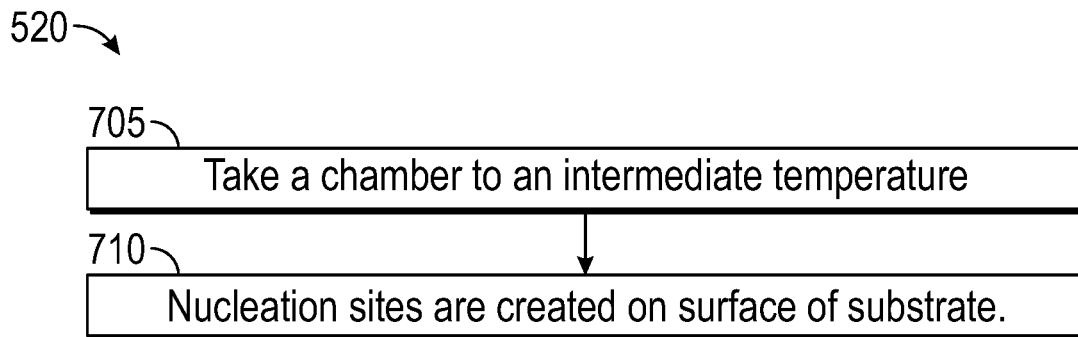 520
705
Take a chamber to an intermediate temperature
710
Nucleation sites are created on surface of substrate.